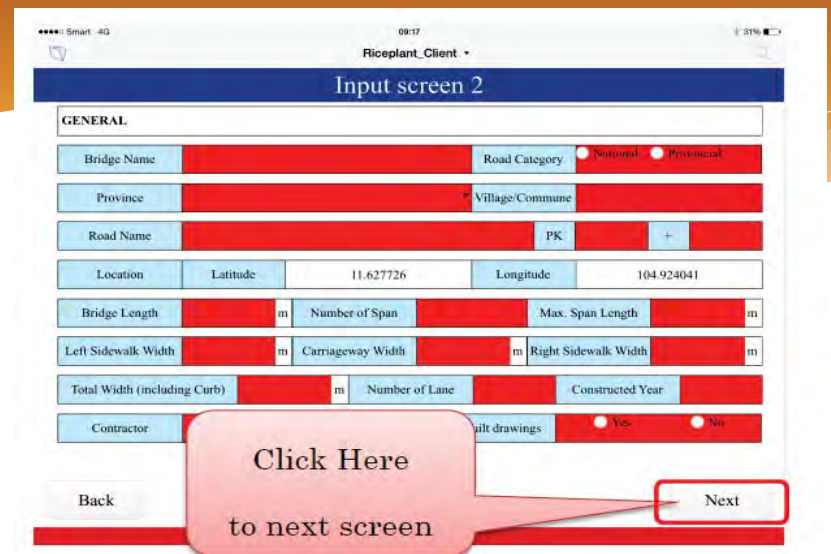 Smart 4G 09:17 31%
Riceplant_Client
Input screen 2
GENERAL
Bridge Name Road Category National Provincial
Province Village/Commune
Road Name PK +
Location Latitude 11.627726 Longitude 104.924041
Bridge Length m Number of Span Max. Span Length m
Left Sidewalk Width m Carriageway Width m Right Sidewalk Width m
Total Width (including Curb) m Number of Lane Constructed Year
Contractor drawings Yes No
Click Here
to next screen
Back Next